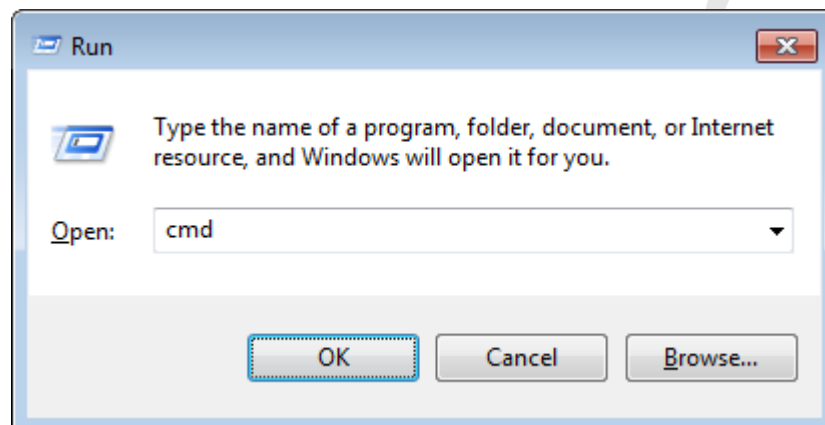 Run
Type the name of a program, folder, document, or Internet
resource, and Windows will open it for you.
Open: cmd
OK Cancel Browse...